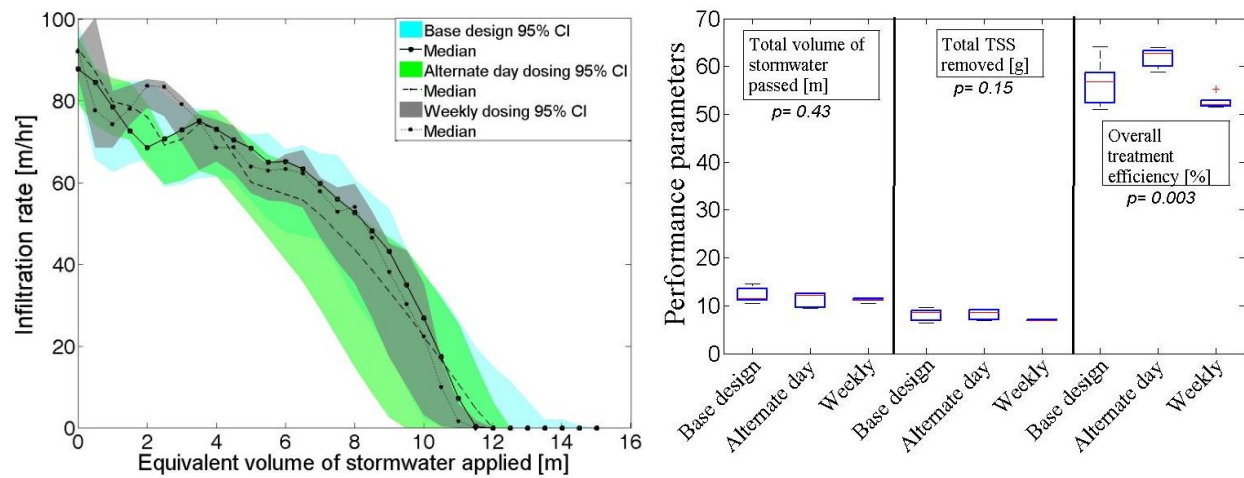 100
80
60
40
20
0
0
2
4
6
8
10
12
14
16
Infiltration rate [m/hr]
Equivalent volume of stormwater applied [m]
Base design 95% CI
Median
Alternate day dosing 95% CI
Median
Weekly dosing 95% CI
Median
70
60
50
40
30
20
10
0
Performance parameters
Total volume of
stormwater
passed [m]
p= 0.43
Total TSS
removed [g]
p= 0.15
Overall
treatment
efficiency [%]
p= 0.003
Base design
Alternate day
Weekly
Base design
Alternate day
Weekly
Base design
Alternate day
Weekly